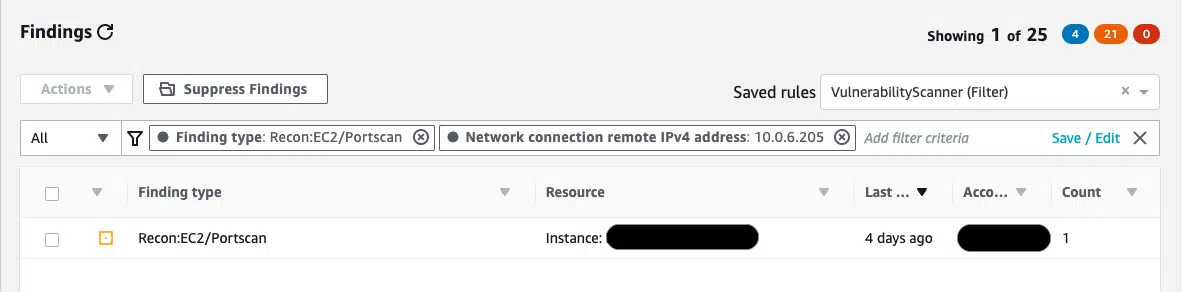 Findings
Showing 1 of 25 4 21 0
Actions Suppress Findings Saved rules VulnerabilityScanner (Filter)
All Finding type: Recon:EC2/Portscan Network connection remote IPv4 address: 10.0.6.205 Add filter criteria Save / Edit
Finding type Resource Last ... Acco... Count
Recon:EC2/Portscan Instance: 4 days ago 1